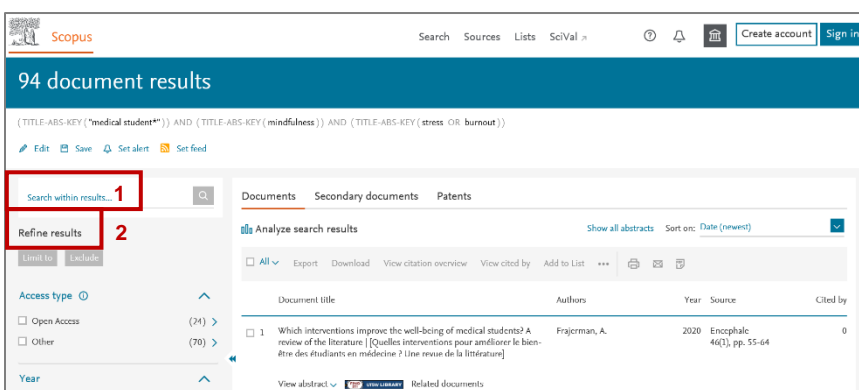 Scopus
Search Sources Lists SciVal
Create account Sign in
94 document results
(TITLE-ABS-KEY("medical student*")) AND (TITLE-ABS-KEY(mindfulness)) AND (TITLE-ABS-KEY(stress OR burnout))
Edit Save Set alert Set feed
Search within results... 1
Documents Secondary documents Patents
Refine results 2
Analyze search results Show all abstracts Sort on: Date (newest)
Limit to Exclude
All Export Download View citation overview View cited by Add to List •••
Access type
Document title Authors Year Source Cited by
Open Access (24)
Other (70)
1 Which interventions improve the well-being of medical students? A Frajerman, A. 2020 Encephale 0
review of the literature | [Quelles interventions pour améliorer le bien- 46(1), pp. 55-64
être des étudiants en médecine ? Une revue de la littérature]
Year
View abstract UTSW LIBRARY Related documents